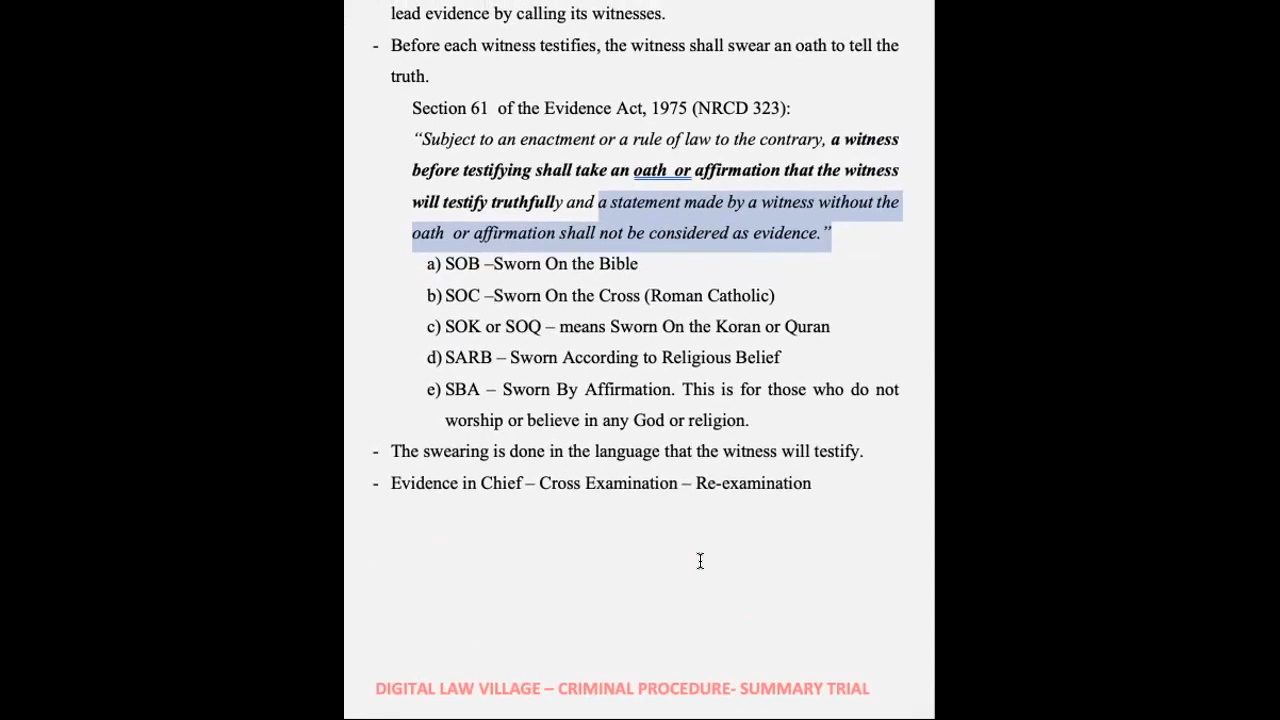 lead evidence by calling its witnesses.
- Before each witness testifies, the witness shall swear an oath to tell the
truth.
Section 61  of the Evidence Act, 1975 (NRCD 323):
“Subject to an enactment or a rule of law to the contrary, a witness
before testifying shall take an oath  or affirmation that the witness
will testify truthfully and a statement made by a witness without the
oath  or affirmation shall not be considered as evidence.”
a) SOB –Sworn On the Bible
b) SOC –Sworn On the Cross (Roman Catholic)
c) SOK or SOQ – means Sworn On the Koran or Quran
d) SARB – Sworn According to Religious Belief
e) SBA – Sworn By Affirmation. This is for those who do not
worship or believe in any God or religion.
- The swearing is done in the language that the witness will testify.
- Evidence in Chief – Cross Examination – Re-examination
DIGITAL LAW VILLAGE – CRIMINAL PROCEDURE- SUMMARY TRIAL